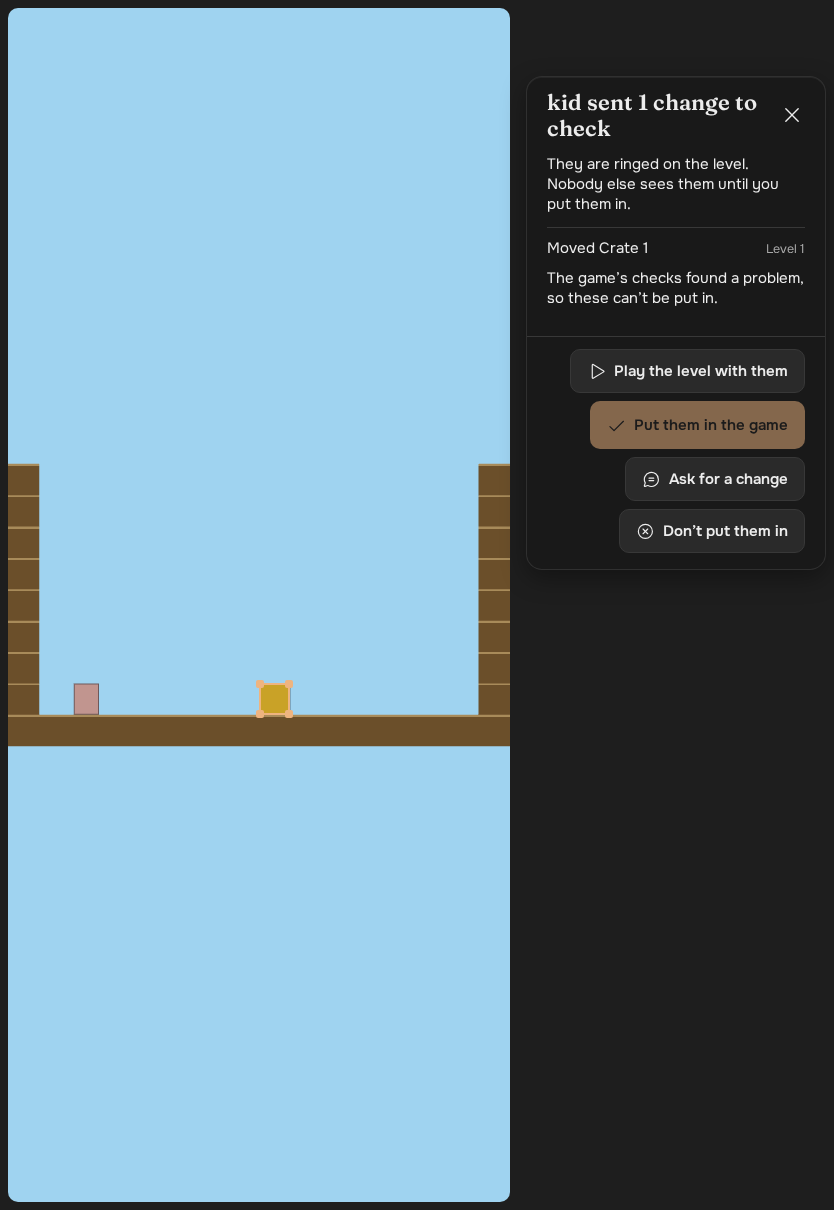 kid sent 1 change to
check
They are ringed on the level.
Nobody else sees them until you
put them in.
Moved Crate 1
Level 1
The game’s checks found a problem,
so these can’t be put in.
Play the level with them
Put them in the game
Ask for a change
Don’t put them in